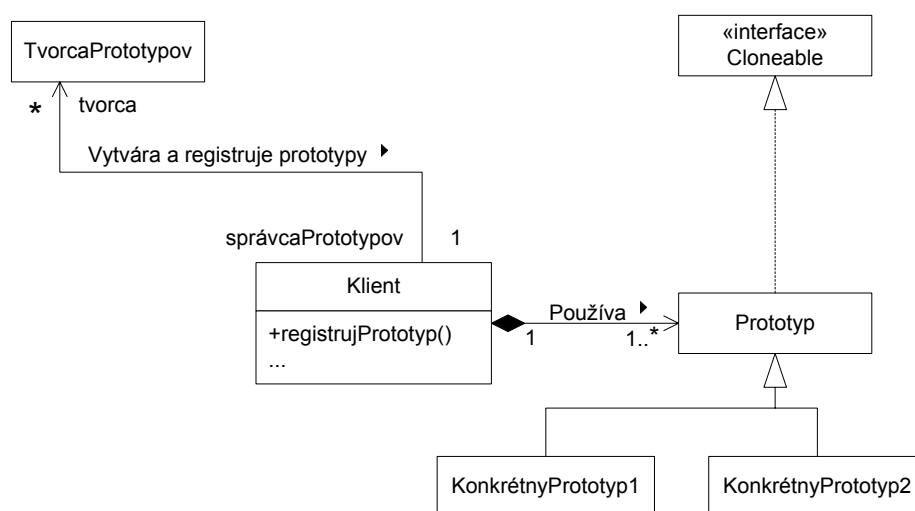 TvorcaPrototypov
«interface»
Cloneable
*
tvorca
Vytvára a registruje prototypy
správcaPrototypov
1
Klient
+registrujPrototyp()
...
Používa
1
1..*
Prototyp
KonkrétnyPrototyp1
KonkrétnyPrototyp2